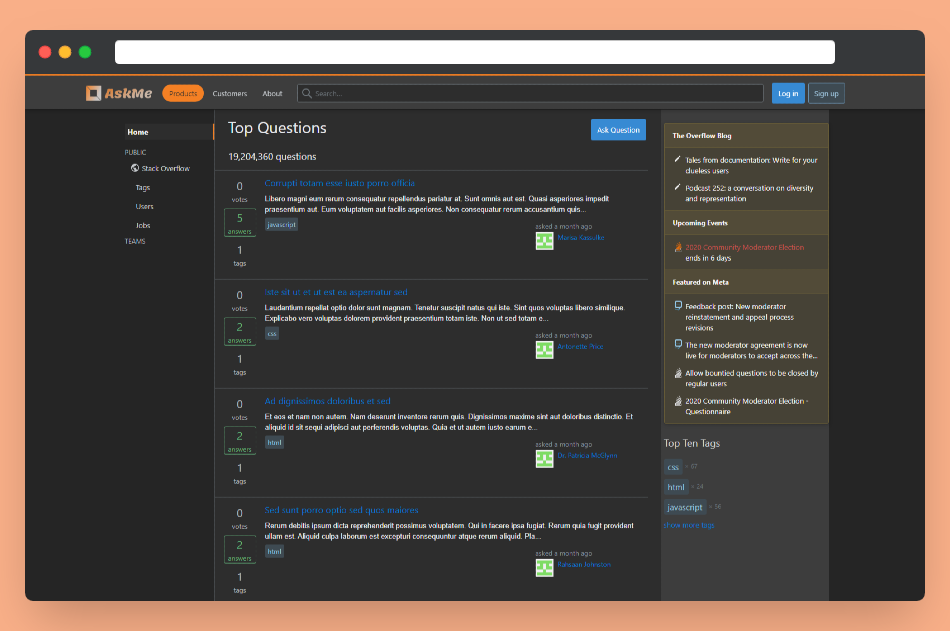 AskMe
Products
Customers
About
Search...
Log in
Sign up
Home
PUBLIC
Stack Overflow
Tags
Users
Jobs
TEAMS
Top Questions
Ask Question
19,204,360 questions
0
votes
5
answers
1
tags
Corrupti totam esse iusto porro officia
Libero magni eum rerum consequatur repellendus pariatur at. Sunt omnis aut est. Quasi asperiores impedit
praesentium aut. Eum voluptatem aut facilis asperiores. Non consequatur rerum accusantium quis...
javascript
asked a month ago
0
votes
2
answers
1
tags
Iste sit ut et ut est ea aspernatur sed
Laudantium repellat optio dolor sunt magnam. Tenetur suscipit natus qui iste. Sint quos voluptas libero similique.
Explicabo vero voluptas dolorem provident praesentium totam iste. Non ut sed totam e...
css
asked a month ago
Antonette Price
0
votes
2
answers
1
tags
Ad dignissimos doloribus et sed
Et eos et nam non autem. Nam deserunt inventore rerum quis. Dignissimos maxime sint aut doloribus distinctio. Et
aliquid id sit sequi adipisci aut perferendis voluptas. Quia et ut autem iusto earum e...
html
asked a month ago
Dr. Patricia McGlynn
0
votes
2
answers
1
tags
Sed sunt porro optio sed quos maiores
Rerum debitis ipsum dicta reprehenderit possimus voluptatem. Qui in facere ipsa fugiat. Rerum quia fugit provident
ullam est. Aliquid culpa laborum est excepturi consequuntur atque rerum aliquid. Pla...
html
asked a month ago
Rahsaan Johnston
The Overflow Blog
Tales from documentation: Write for your
clueless users
Podcast 252: a conversation on diversity
and representation
Upcoming Events
2020 Community Moderator Election
ends in 6 days
Featured on Meta
Feedback post: New moderator
reinstatement and appeal process
revisions
The new moderator agreement is now
live for moderators to accept across the...
Allow bountied questions to be closed by
regular users
2020 Community Moderator Election -
Questionnaire
Top Ten Tags
css × 67
html × 24
javascript
show more tags